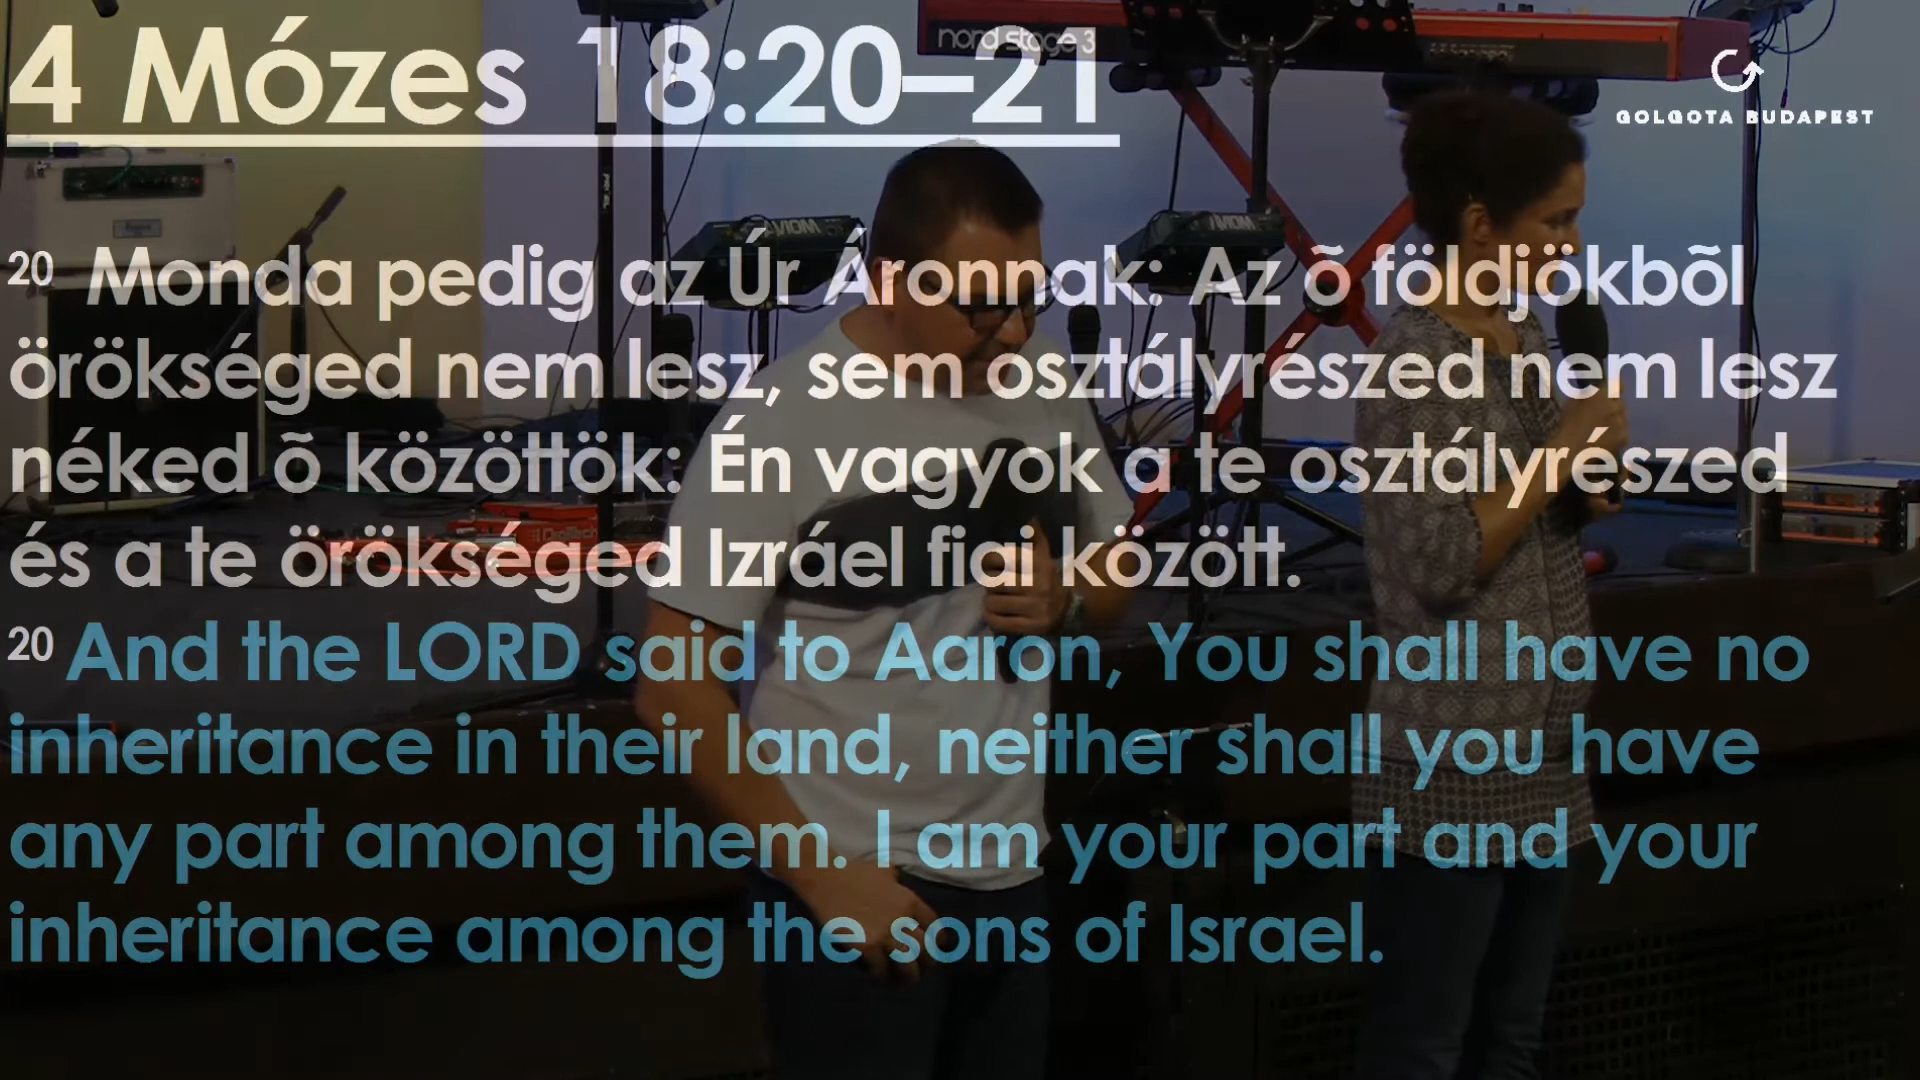 4 Mózes 18:20–21
nord stage 3
GOLGOTA BUDAPEST
20 Monda pedig az Úr Áronnak: Az õ földjökbõl
örökséged nem lesz, sem osztályrészed nem lesz
néked õ közöttök: Én vagyok a te osztályrészed
és a te örökséged Izráel fiai között.
20 And the LORD said to Aaron, You shall have no
inheritance in their land, neither shall you have
any part among them. I am your part and your
inheritance among the sons of Israel.